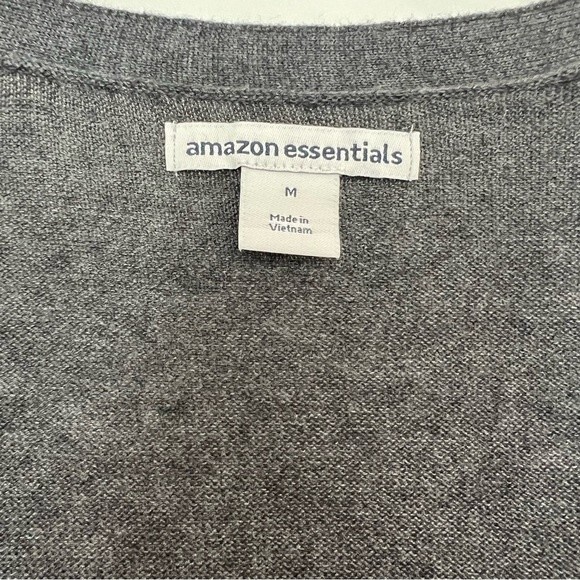 amazon essentials
M
Made in
Vietnam